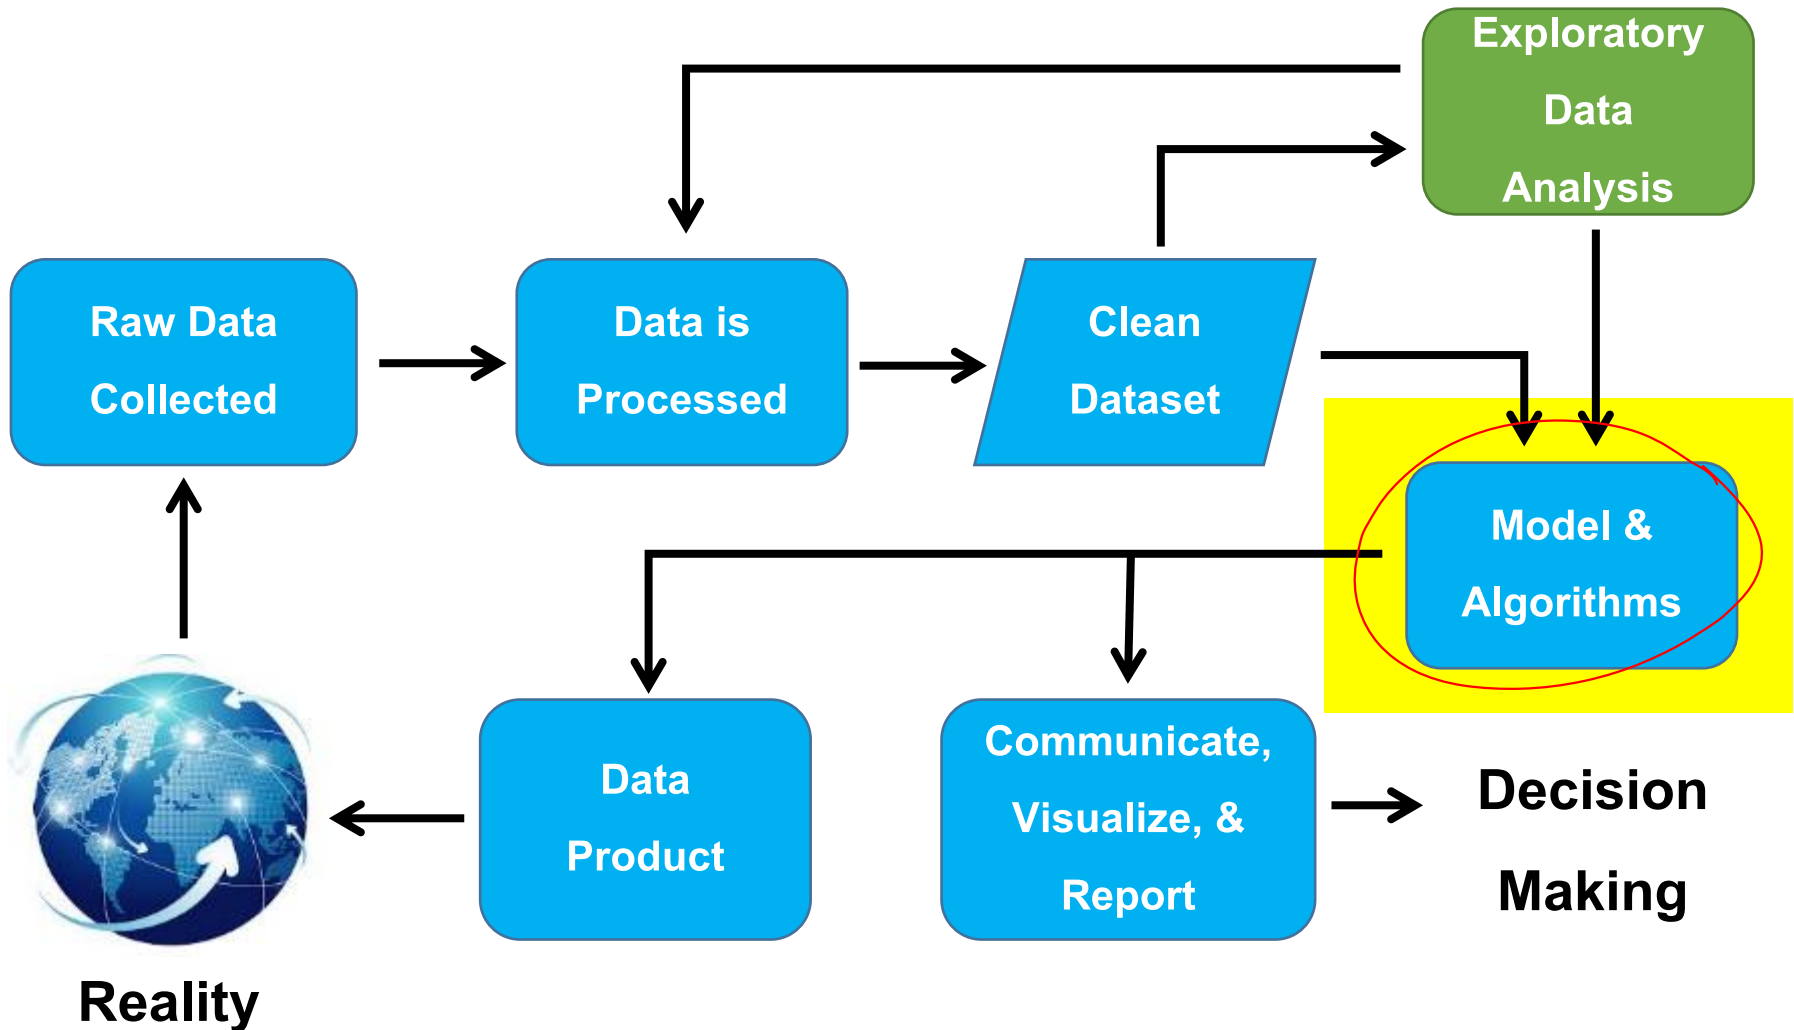 Exploratory
Data
Analysis
Raw Data
Collected
Data is
Processed
Clean
Dataset
Model &
Algorithms
Data
Product
Communicate,
Visualize, &
Report
Decision
Making
Reality